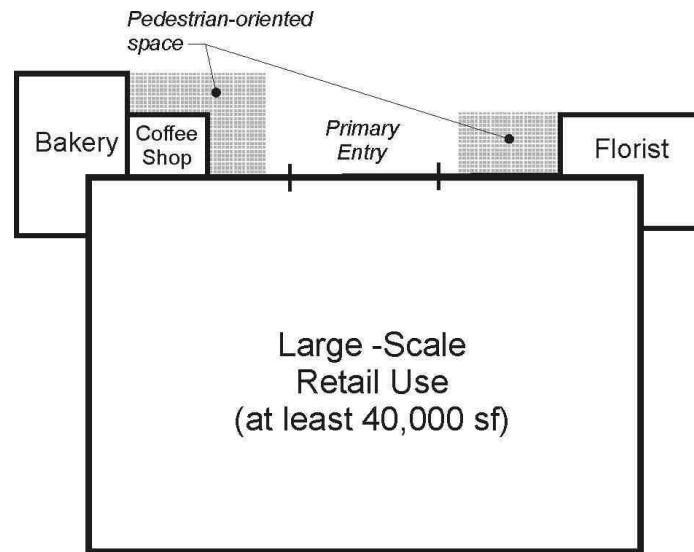 Pedestrian-oriented
space
Bakery
Coffee
Shop
Primary
Entry
Florist
Large -Scale
Retail Use
(at least 40,000 sf)